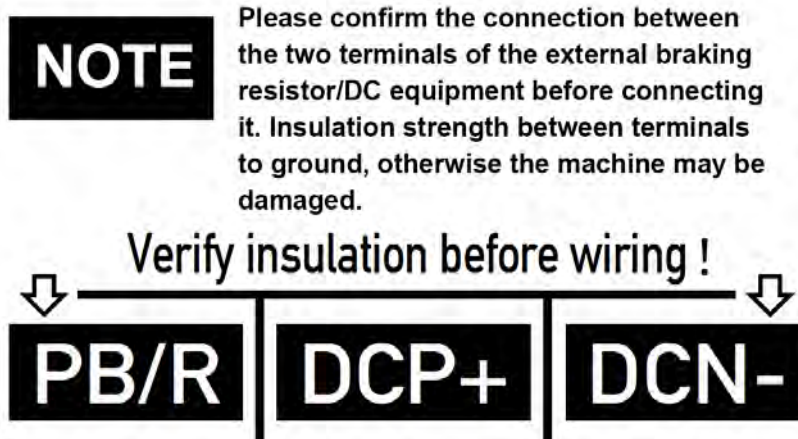 NOTE
Please confirm the connection between
the two terminals of the external braking
resistor/DC equipment before connecting
it. Insulation strength between terminals
to ground, otherwise the machine may be
damaged.
Verify insulation before wiring !
PB/R DCP+ DCN-